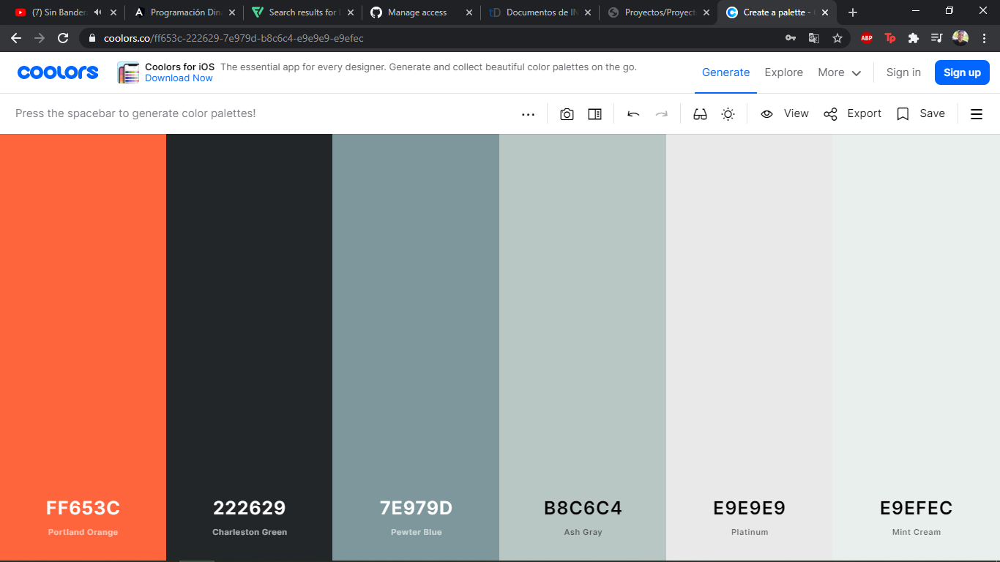 (7) Sin Bander
Programación Din
Search results for
Manage access
Documentos de IN
Proyectos/Proyect
Create a palette -
coolors.co/ff653c-222629-7e979d-b8c6c4-e9e9e9-e9efec
ABP
Tp
coolors
Coolors for iOS The essential app for every designer. Generate and collect beautiful color palettes on the go.
Download Now
Generate
Explore
More
Sign in
Sign up
Press the spacebar to generate color palettes!
View
Export
Save
FF653C
Portland Orange
222629
Charleston Green
7E979D
Pewter Blue
B8C6C4
Ash Gray
E9E9E9
Platinum
E9EFEC
Mint Cream